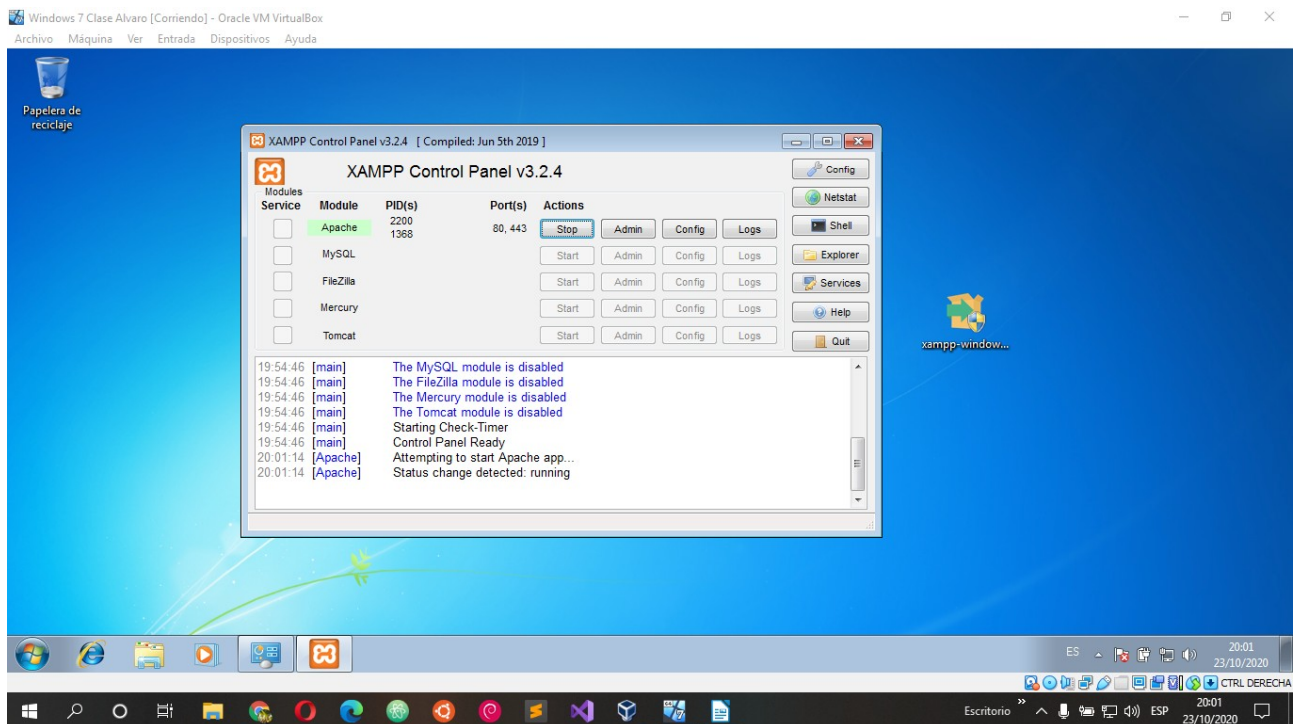 Windows 7 Clase Alvaro [Corriendo] - Oracle VM VirtualBox
Archivo Máquina Ver Entrada Dispositivos Ayuda
Papelera de
reciclaje
XAMPP Control Panel v3.2.4 [ Compiled: Jun 5th 2019 ]
XAMPP Control Panel v3.2.4
Config
Modules
Service Module PID(s) Port(s) Actions
Netstat
Apache 2200
1368 80, 443 Stop Admin Config Logs
Shell
MySQL Start Admin Config Logs
Explorer
FileZilla Start Admin Config Logs
Services
Mercury Start Admin Config Logs
Help
Tomcat Start Admin Config Logs
Quit
xampp-window...
19:54:46 [main] The MySQL module is disabled
19:54:46 [main] The FileZilla module is disabled
19:54:46 [main] The Mercury module is disabled
19:54:46 [main] The Tomcat module is disabled
19:54:46 [main] Starting Check-Timer
19:54:46 [main] Control Panel Ready
20:01:14 [Apache] Attempting to start Apache app...
20:01:14 [Apache] Status change detected: running
ES
20:01
23/10/2020
CTRL DERECHA
Escritorio
ESP
20:01
23/10/2020